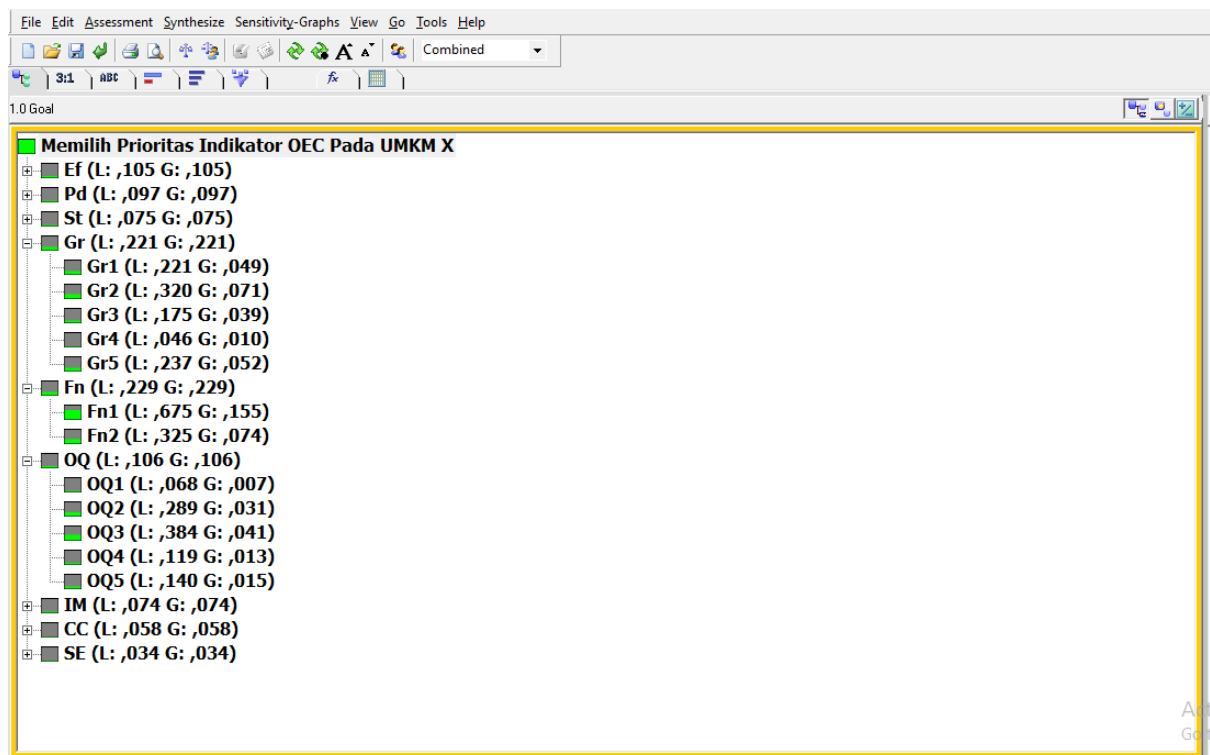 File Edit Assessment Synthesize Sensitivity-Graphs View Go Tools Help
A A Combined
3:1 ABC fx
1.0 Goal
Memilih Prioritas Indikator OEC Pada UMKM X
Ef (L: ,105 G: ,105)
Pd (L: ,097 G: ,097)
St (L: ,075 G: ,075)
Gr (L: ,221 G: ,221)
Gr1 (L: ,221 G: ,049)
Gr2 (L: ,320 G: ,071)
Gr3 (L: ,175 G: ,039)
Gr4 (L: ,046 G: ,010)
Gr5 (L: ,237 G: ,052)
Fn (L: ,229 G: ,229)
Fn1 (L: ,675 G: ,155)
Fn2 (L: ,325 G: ,074)
OQ (L: ,106 G: ,106)
OQ1 (L: ,068 G: ,007)
OQ2 (L: ,289 G: ,031)
OQ3 (L: ,384 G: ,041)
OQ4 (L: ,119 G: ,013)
OQ5 (L: ,140 G: ,015)
IM (L: ,074 G: ,074)
CC (L: ,058 G: ,058)
SE (L: ,034 G: ,034)